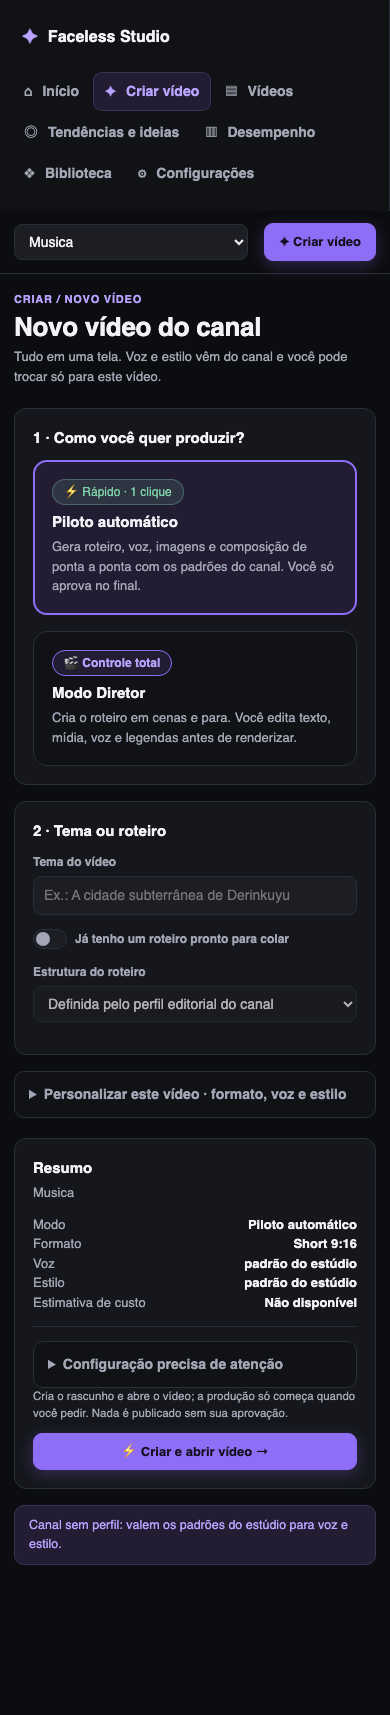 ✦ Faceless Studio
⌂ Início
✦ Criar vídeo
▤ Vídeos
◎ Tendências e ideias
▥ Desempenho
❖ Biblioteca
⚙ Configurações
Musica
✦ Criar vídeo
CRIAR / NOVO VÍDEO
Novo vídeo do canal
Tudo em uma tela. Voz e estilo vêm do canal e você pode
trocar só para este vídeo.
1 · Como você quer produzir?
⚡ Rápido · 1 clique
Piloto automático
Gera roteiro, voz, imagens e composição de
ponta a ponta com os padrões do canal. Você só
aprova no final.
🎬 Controle total
Modo Diretor
Cria o roteiro em cenas e para. Você edita texto,
mídia, voz e legendas antes de renderizar.
2 · Tema ou roteiro
Tema do vídeo
Ex.: A cidade subterrânea de Derinkuyu
Já tenho um roteiro pronto para colar
Estrutura do roteiro
Definida pelo perfil editorial do canal
▶ Personalizar este vídeo · formato, voz e estilo
Resumo
Musica
Modo Piloto automático
Formato Short 9:16
Voz padrão do estúdio
Estilo padrão do estúdio
Estimativa de custo Não disponível
▶ Configuração precisa de atenção
Cria o rascunho e abre o vídeo; a produção só começa quando
você pedir. Nada é publicado sem sua aprovação.
⚡ Criar e abrir vídeo →
Canal sem perfil: valem os padrões do estúdio para voz e
estilo.